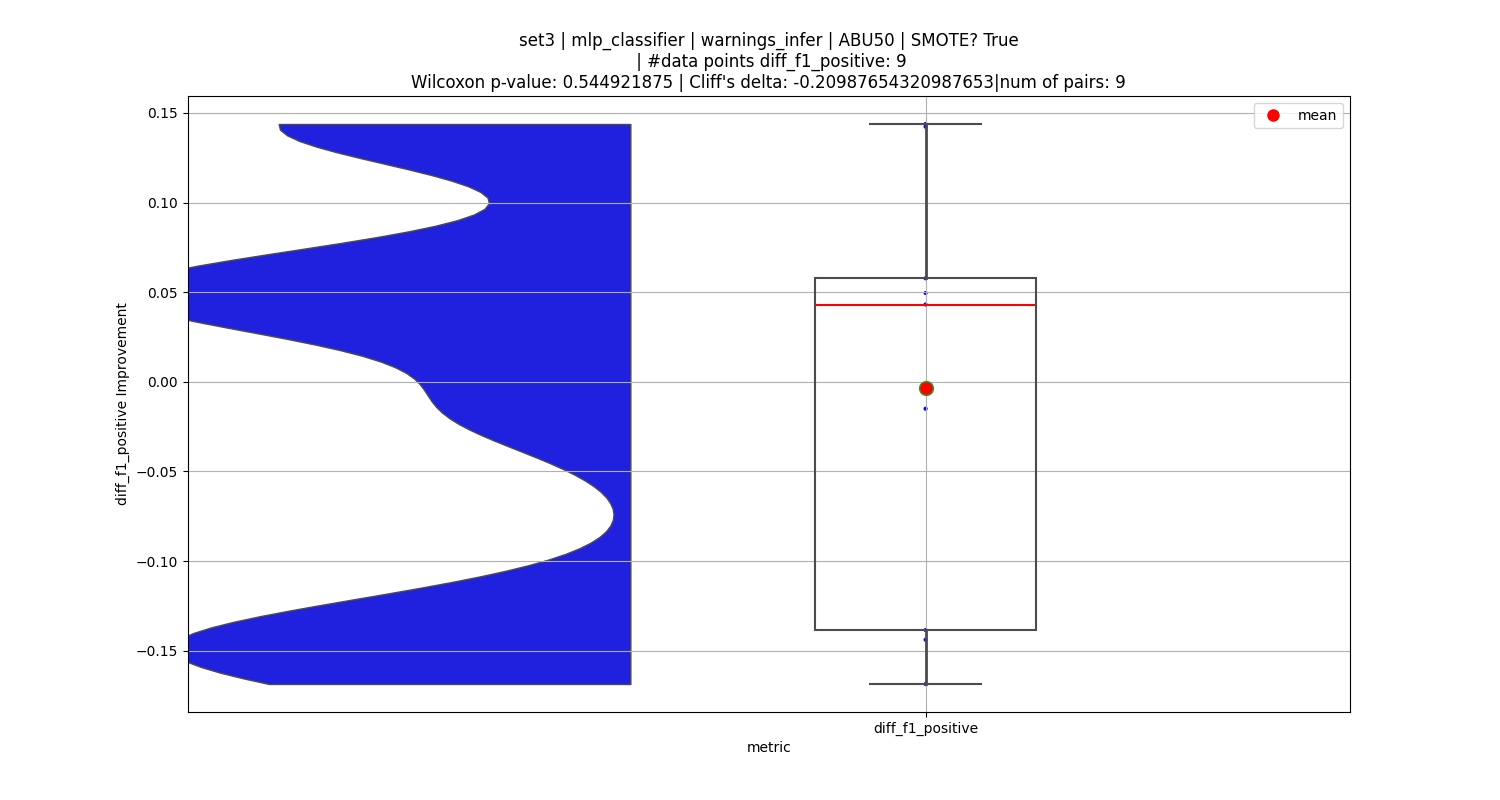 set3 | mlp_classifier | warnings_infer | ABU50 | SMOTE? True
| #data points diff_f1_positive: 9
Wilcoxon p-value: 0.544921875 | Cliff's delta: -0.20987654320987653|num of pairs: 9
mean
0.15
0.10
0.05
0.00
−0.05
−0.10
−0.15
diff_f1_positive Improvement
diff_f1_positive
metric